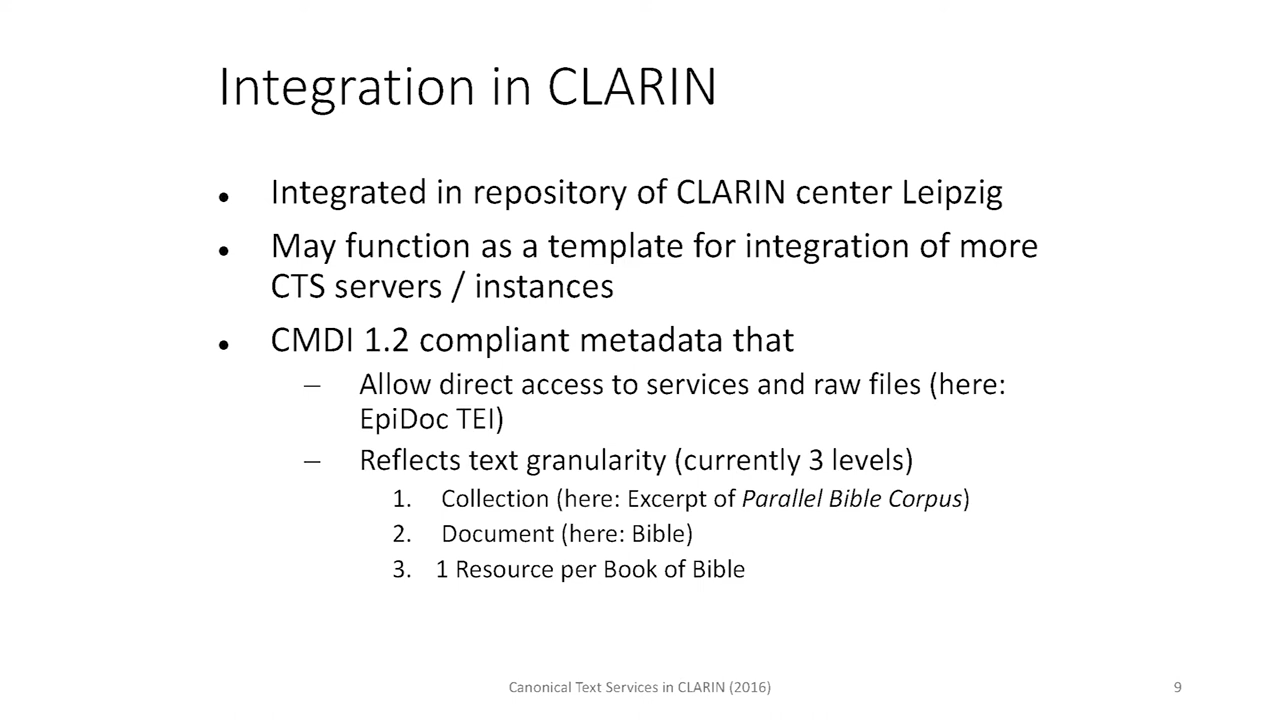 Integration in CLARIN
● Integrated in repository of CLARIN center Leipzig
● May function as a template for integration of more
CTS servers / instances
● CMDI 1.2 compliant metadata that
– Allow direct access to services and raw files (here:
EpiDoc TEI)
– Reflects text granularity (currently 3 levels)
1. Collection (here: Excerpt of Parallel Bible Corpus)
2. Document (here: Bible)
3. 1 Resource per Book of Bible
Canonical Text Services in CLARIN (2016)
9